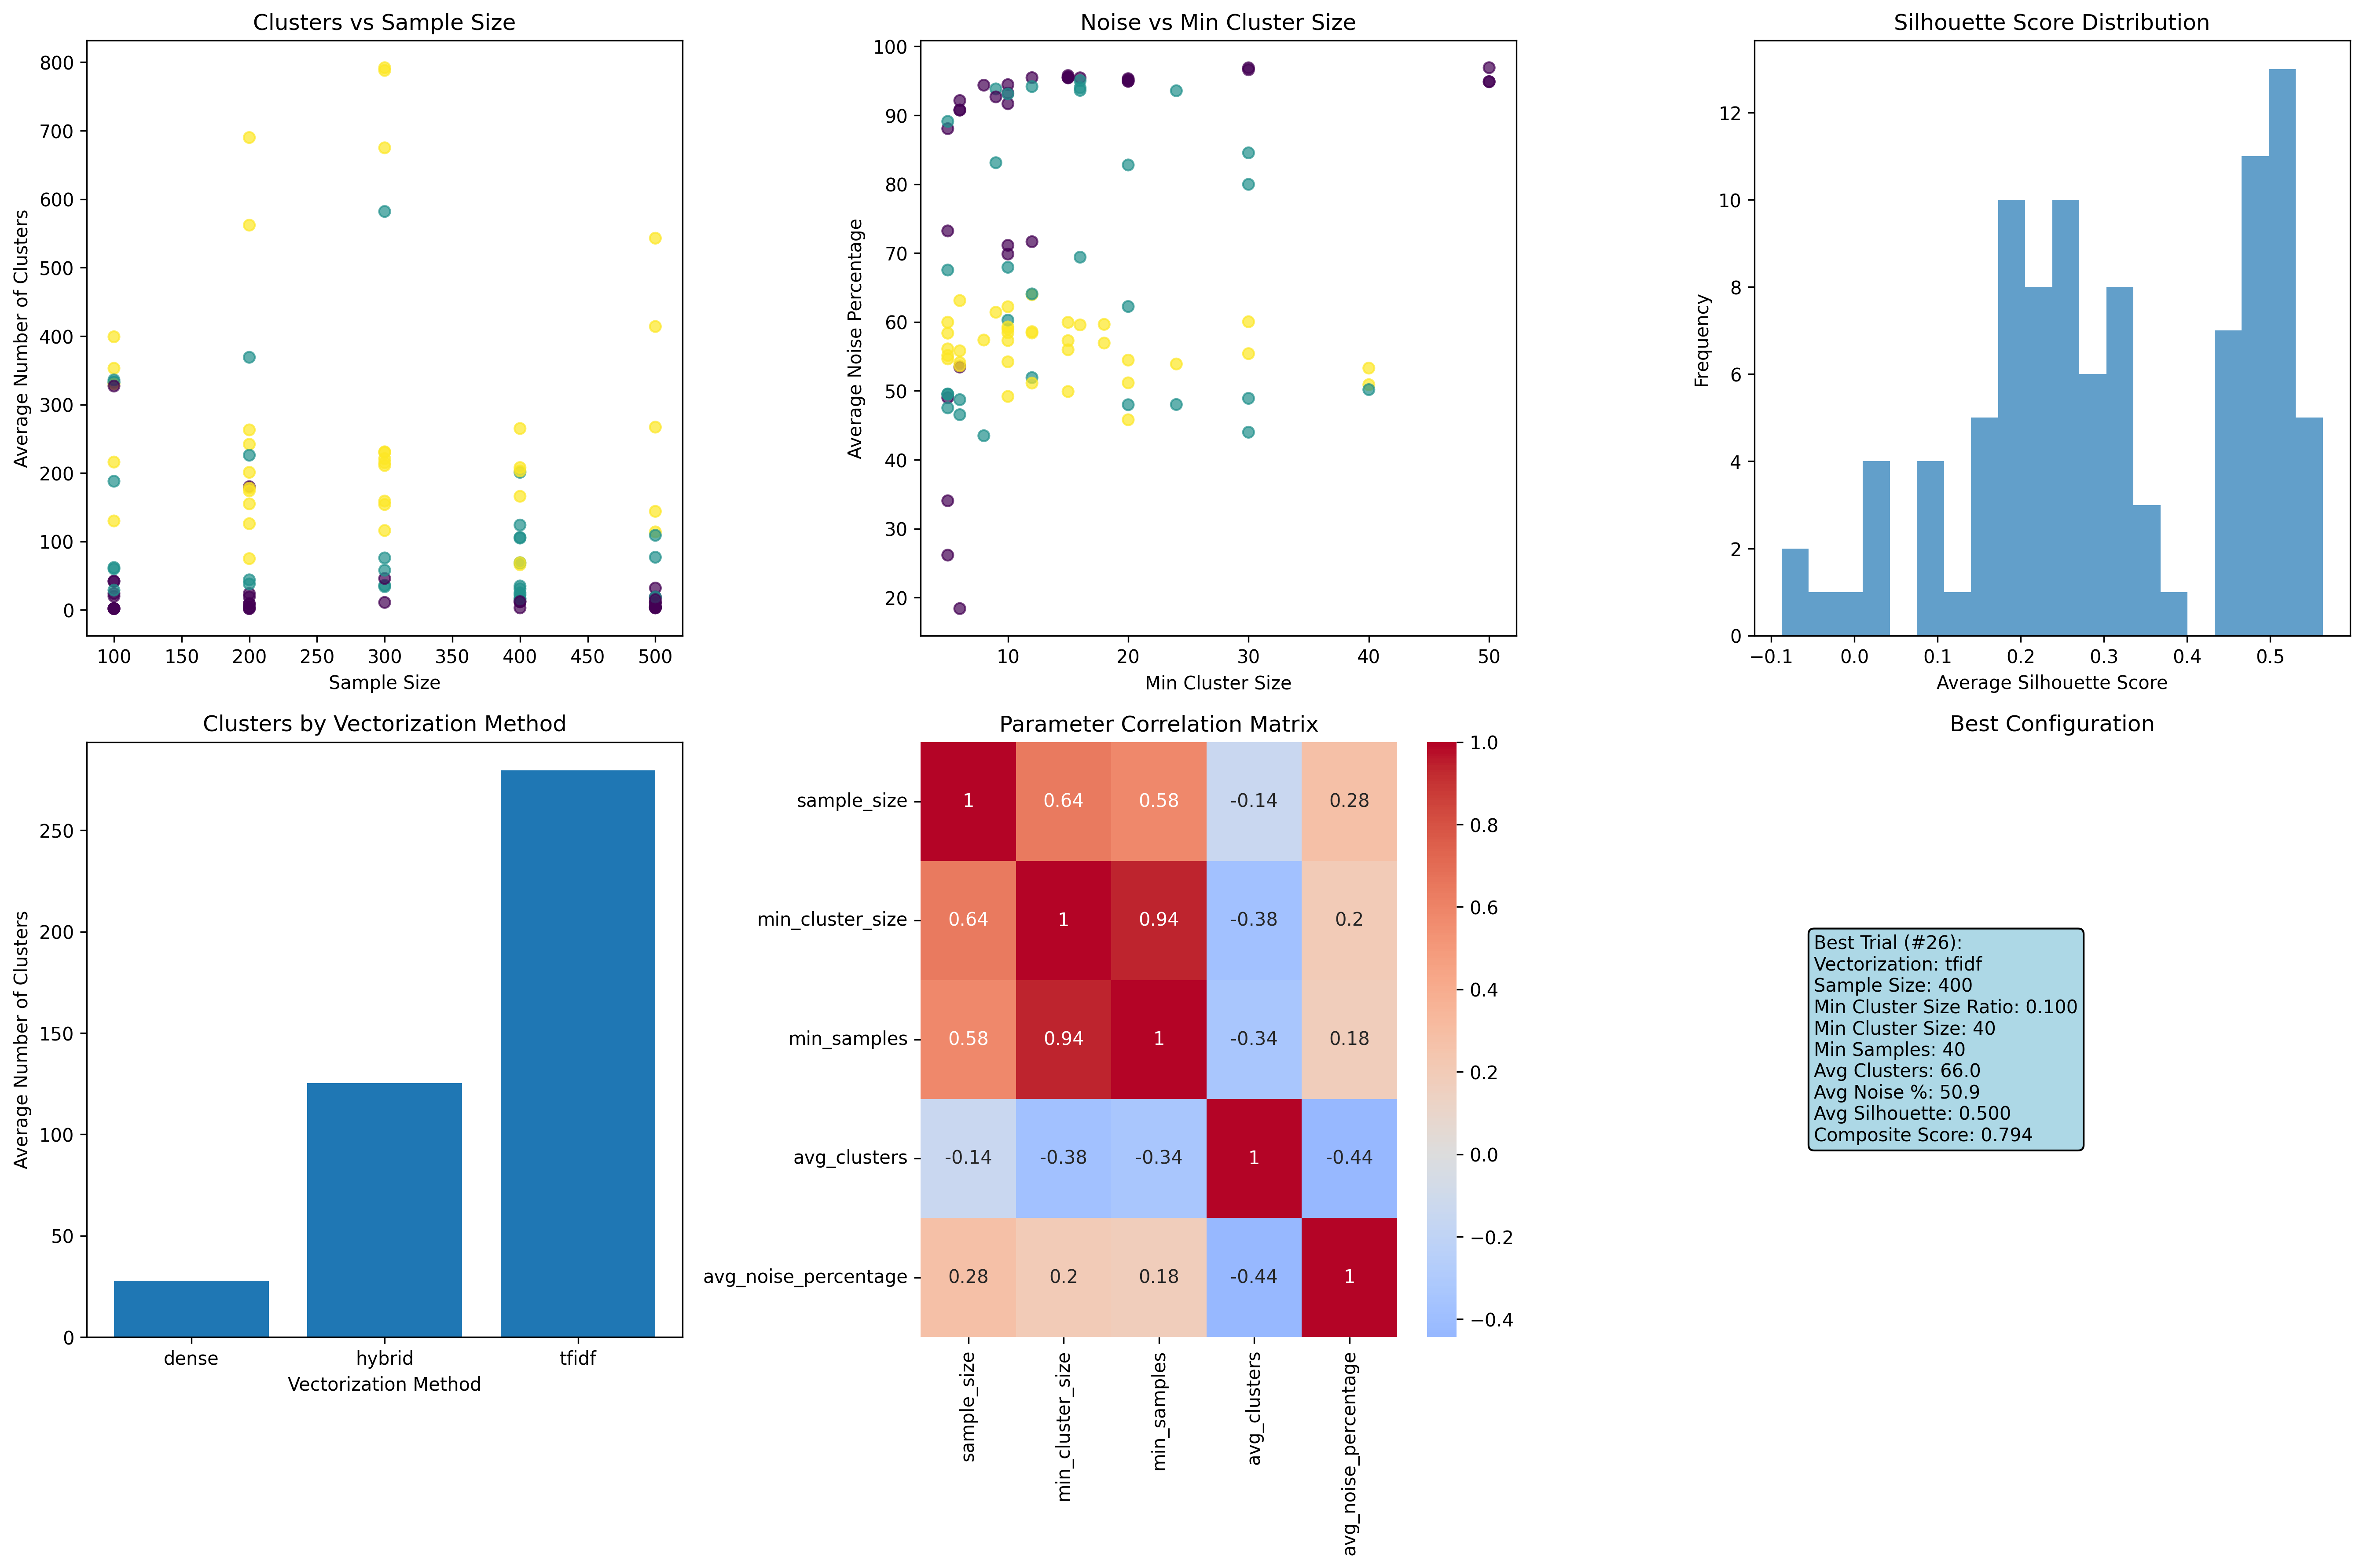 Clusters vs Sample Size
Average Number of Clusters
800
700
600
500
400
300
200
100
0
100 150 200 250 300 350 400 450 500
Sample Size
Noise vs Min Cluster Size
Average Noise Percentage
100
90
80
70
60
50
40
30
20
10 20 30 40 50
Min Cluster Size
Silhouette Score Distribution
Frequency
12
10
8
6
4
2
0
−0.1 0.0 0.1 0.2 0.3 0.4 0.5
Average Silhouette Score
Clusters by Vectorization Method
Average Number of Clusters
250
200
150
100
50
0
dense hybrid tfidf
Vectorization Method
Parameter Correlation Matrix
sample_size 1 0.64 0.58 -0.14 0.28
min_cluster_size 0.64 1 0.94 -0.38 0.2
min_samples 0.58 0.94 1 -0.34 0.18
avg_clusters -0.14 -0.38 -0.34 1 -0.44
avg_noise_percentage 0.28 0.2 0.18 -0.44 1
sample_size
min_cluster_size
min_samples
avg_clusters
avg_noise_percentage
1.0
0.8
0.6
0.4
0.2
0.0
−0.2
−0.4
Best Configuration
Best Trial (#26):
Vectorization: tfidf
Sample Size: 400
Min Cluster Size Ratio: 0.100
Min Cluster Size: 40
Min Samples: 40
Avg Clusters: 66.0
Avg Noise %: 50.9
Avg Silhouette: 0.500
Composite Score: 0.794